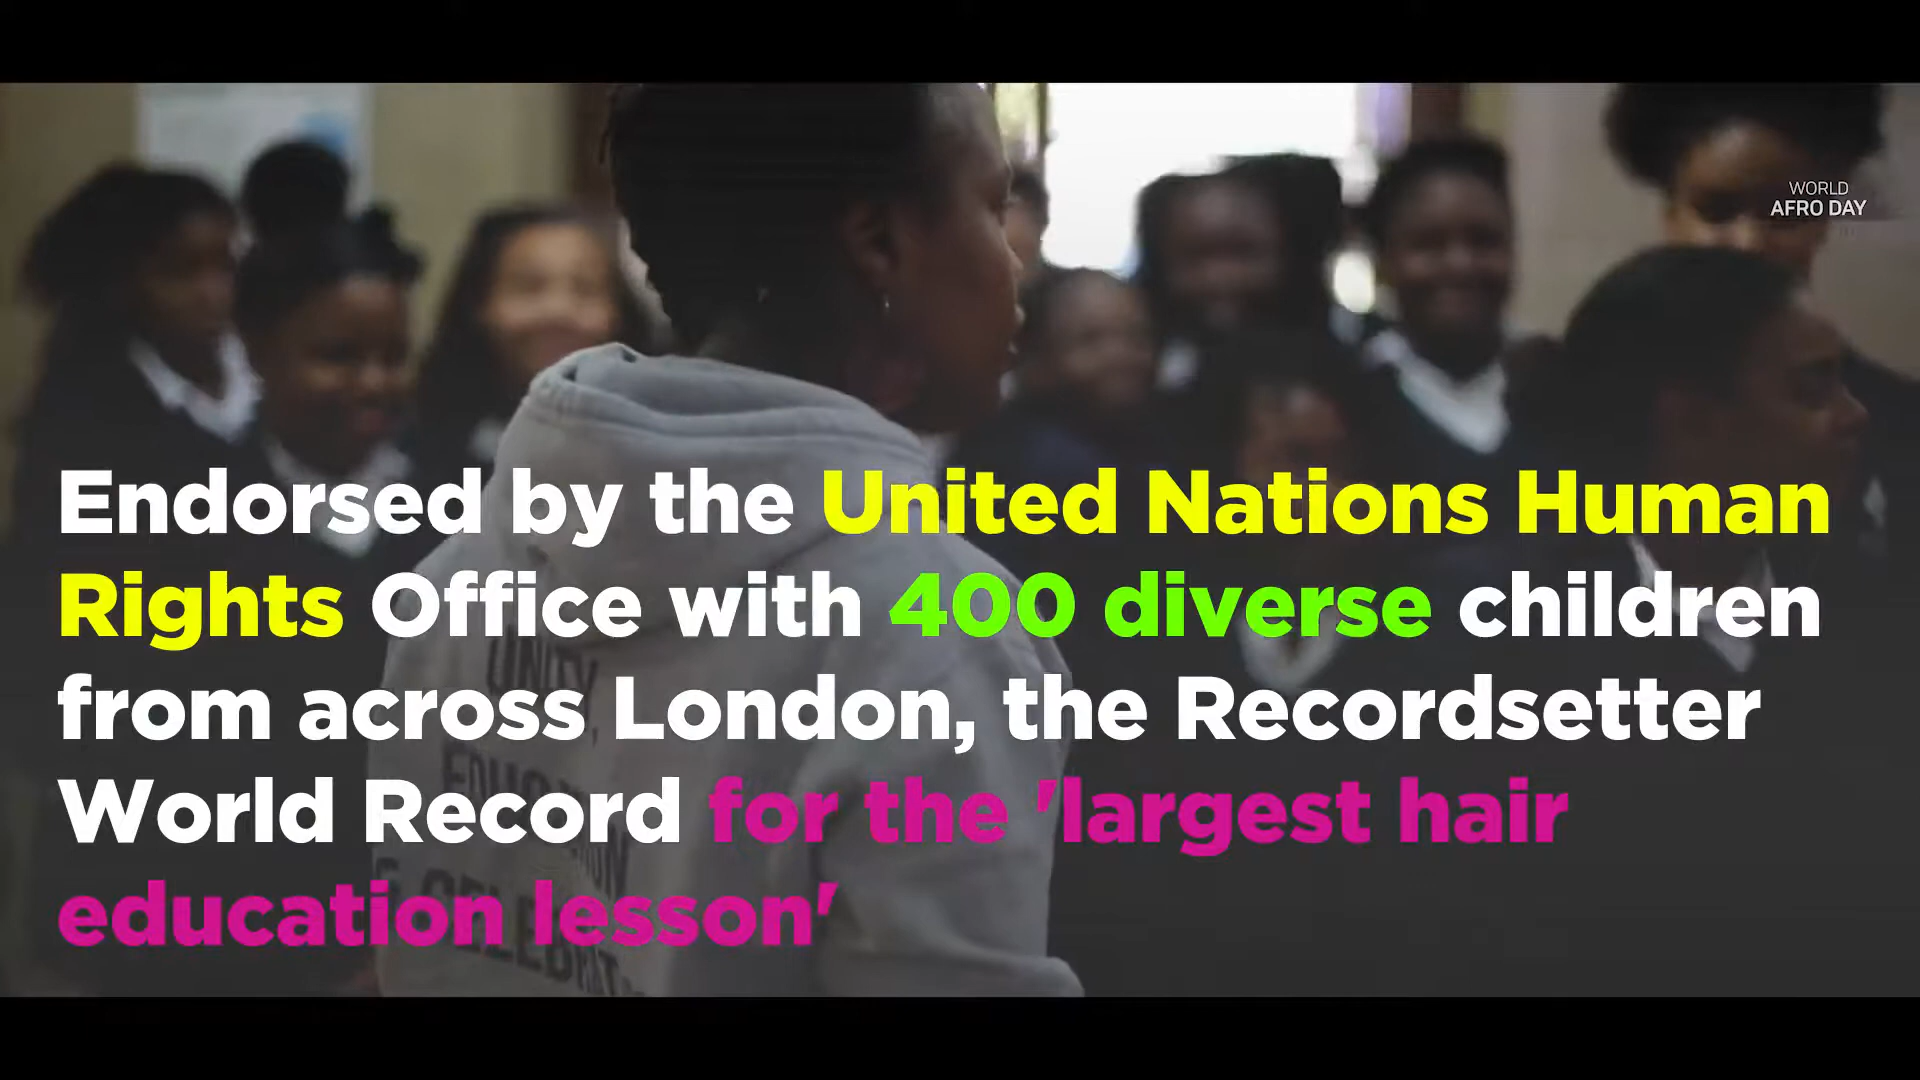 WORLD
AFRO DAY
Endorsed by the United Nations Human
Rights Office with 400 diverse children
from across London, the Recordsetter
World Record for the 'largest hair
education lesson'
UNITY,